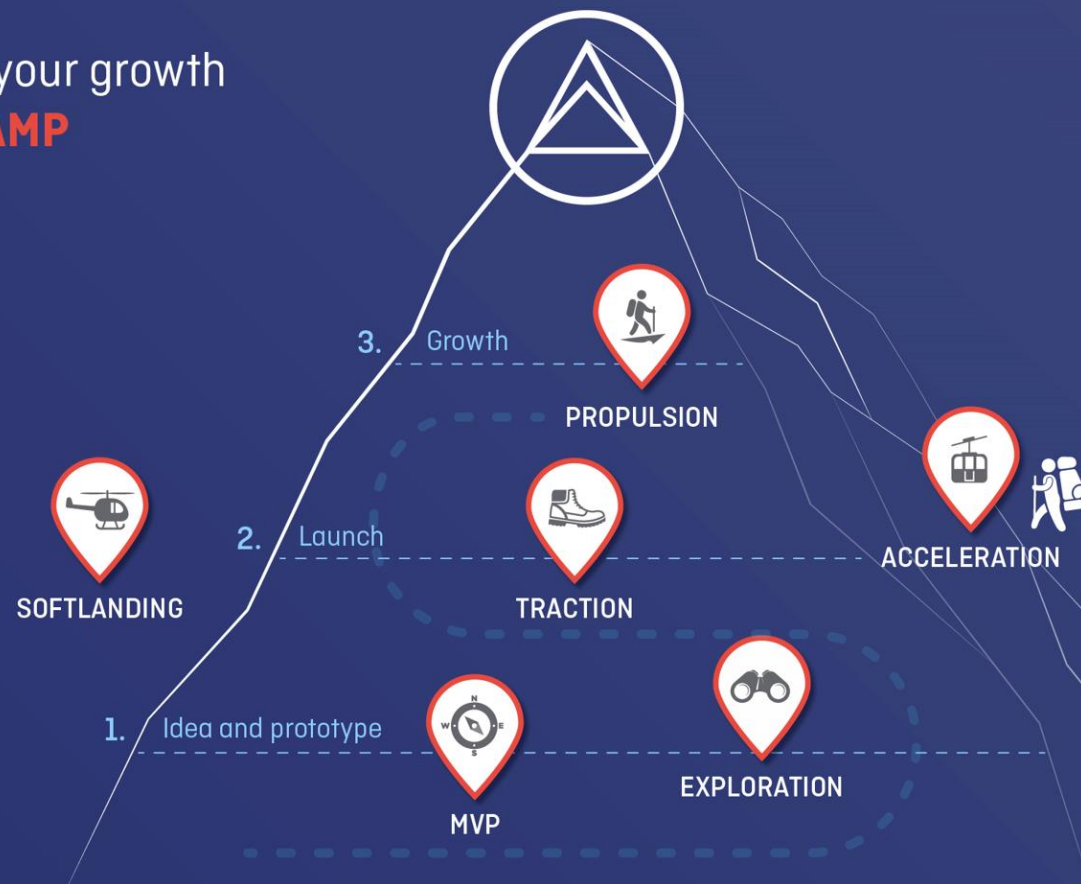 your growth
AMP
3. Growth
PROPULSION
2. Launch
ACCELERATION
SOFTLANDING
TRACTION
1. Idea and prototype
N
W E
S
EXPLORATION
MVP